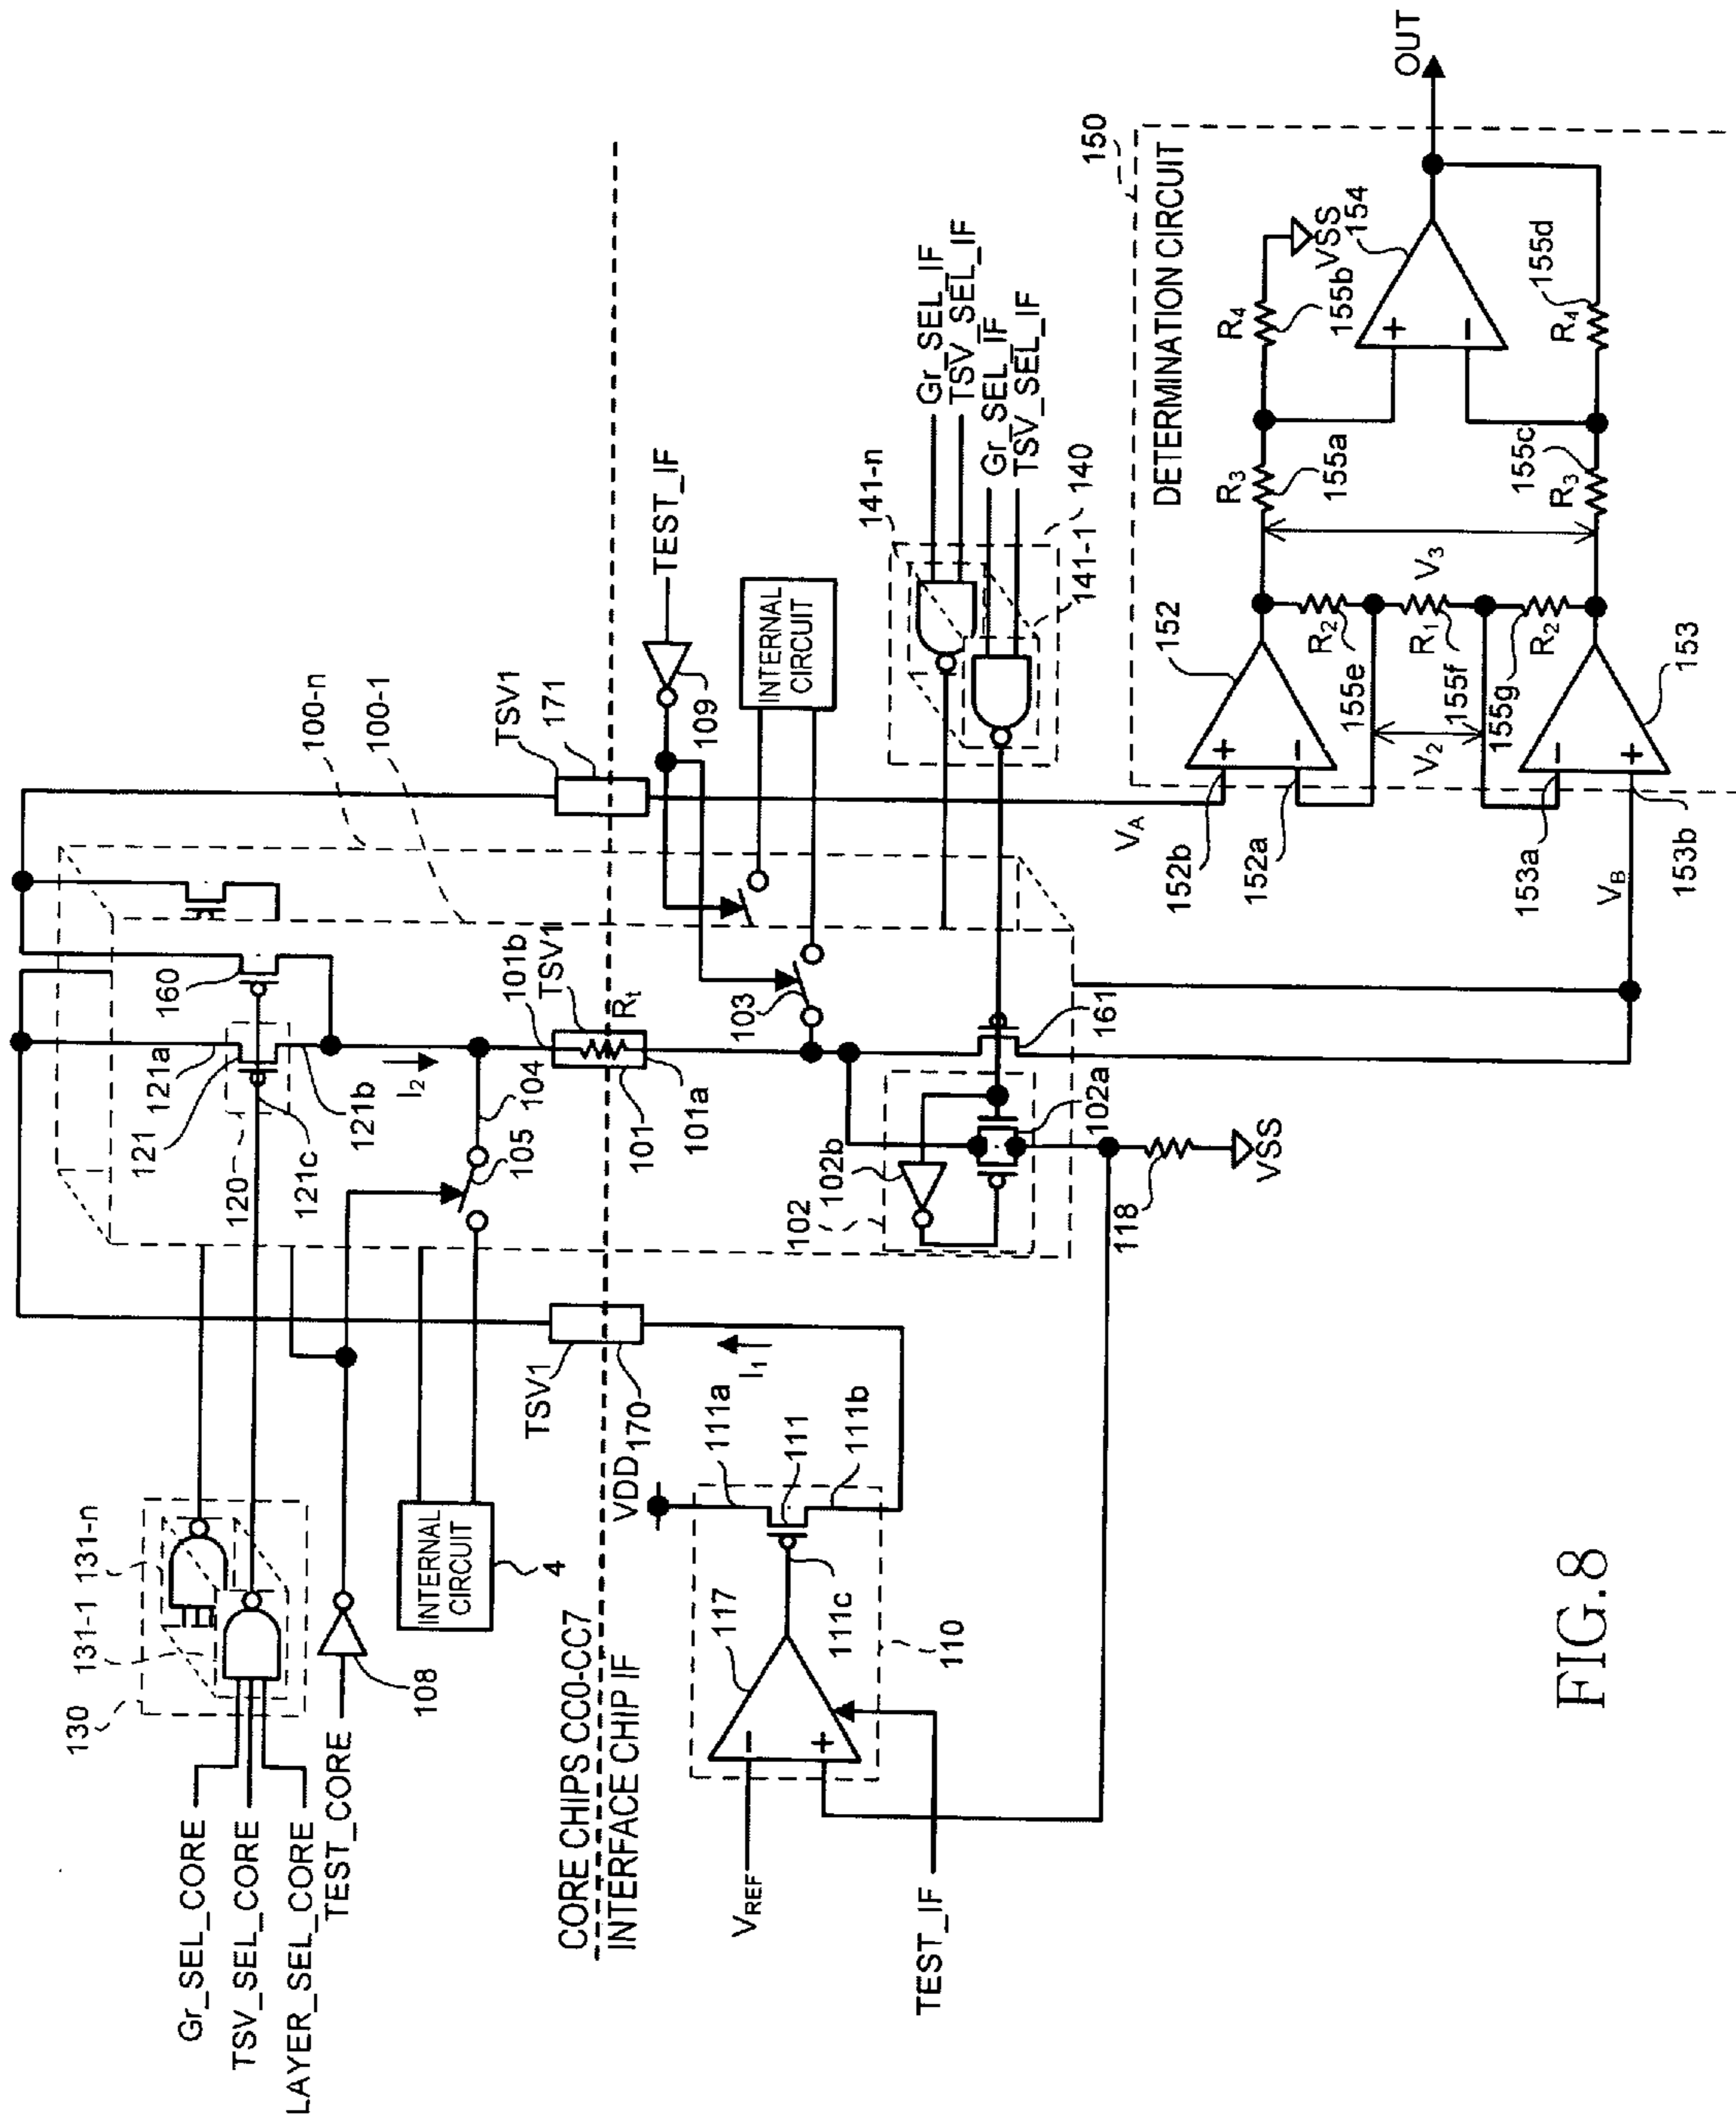 100-n
100-1
160
121a
121
121b
120
121c
I2
104
105
101b
TSV1
Rt
101
101a
TSV1
171
130
131-1
131-n
Gr_SEL_CORE
TSV_SEL_CORE
LAYER_SEL_CORE
TEST_CORE
108
INTERNAL
CIRCUIT
4
TSV1
170
CORE CHIPS CC0-CC7
INTERFACE CHIP IF
VDD
I1
111a
111
111b
111c
117
110
VREF
TEST_IF
TEST_IF
109
INTERNAL
CIRCUIT
103
161
102
102b
102a
118
VSS
141-n
140
141-1
Gr_SEL_IF
TSV_SEL_IF
Gr_SEL_IF
TSV_SEL_IF
150
DETERMINATION CIRCUIT
VA
152b
152a
152
VB
153a
153b
153
R2
155e
R1
155f
R2
155g
V2
V3
R3
155a
R4
155b
VSS
R3
155c
R4
155d
154
OUT
FIG.8